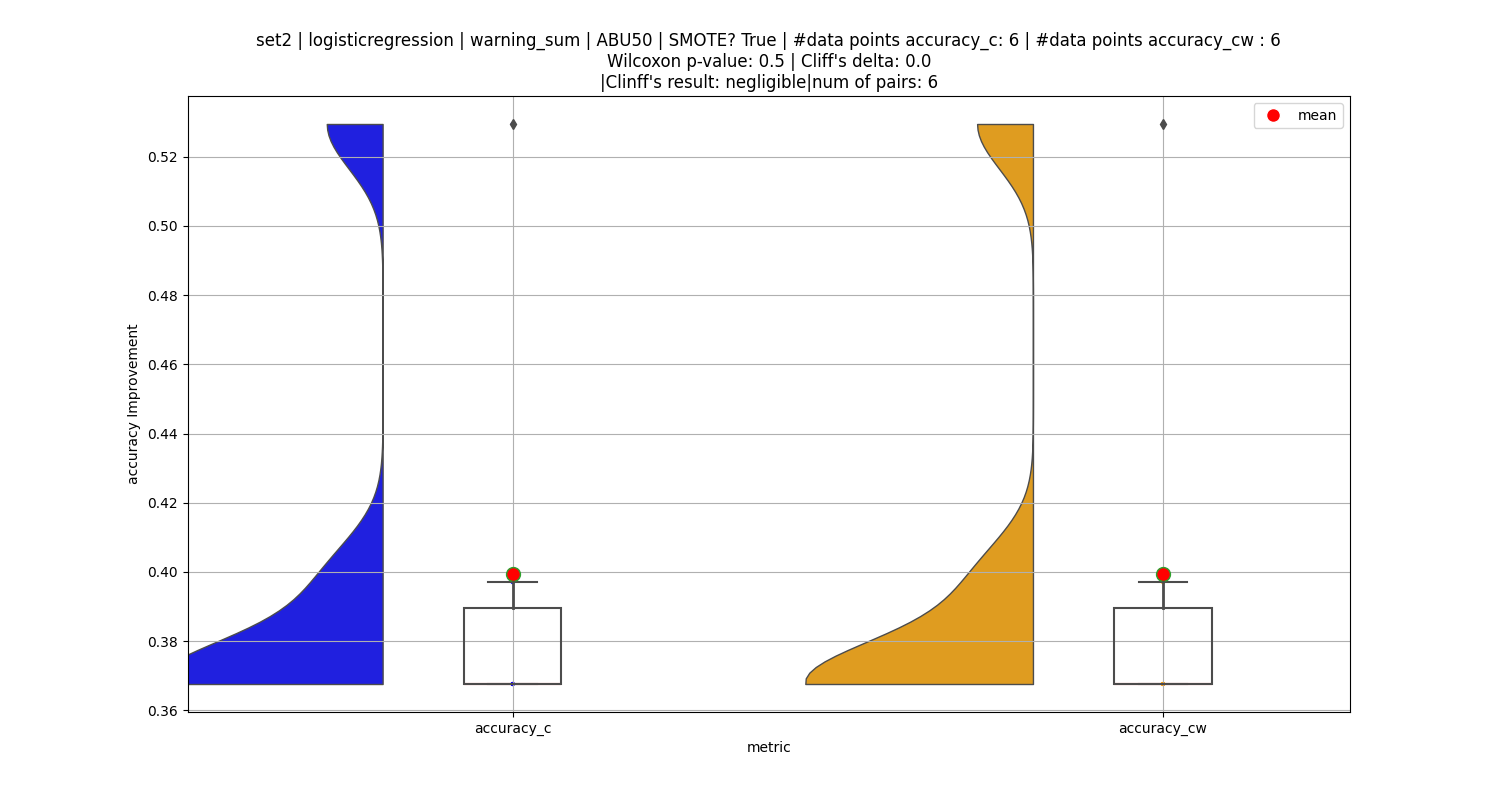 set2 | logisticregression | warning_sum | ABU50 | SMOTE? True | #data points accuracy_c: 6 | #data points accuracy_cw : 6
Wilcoxon p-value: 0.5 | Cliff's delta: 0.0
|Clinff's result: negligible|num of pairs: 6
mean
0.52
0.50
0.48
0.46
0.44
0.42
0.40
0.38
0.36
accuracy Improvement
accuracy_c
accuracy_cw
metric